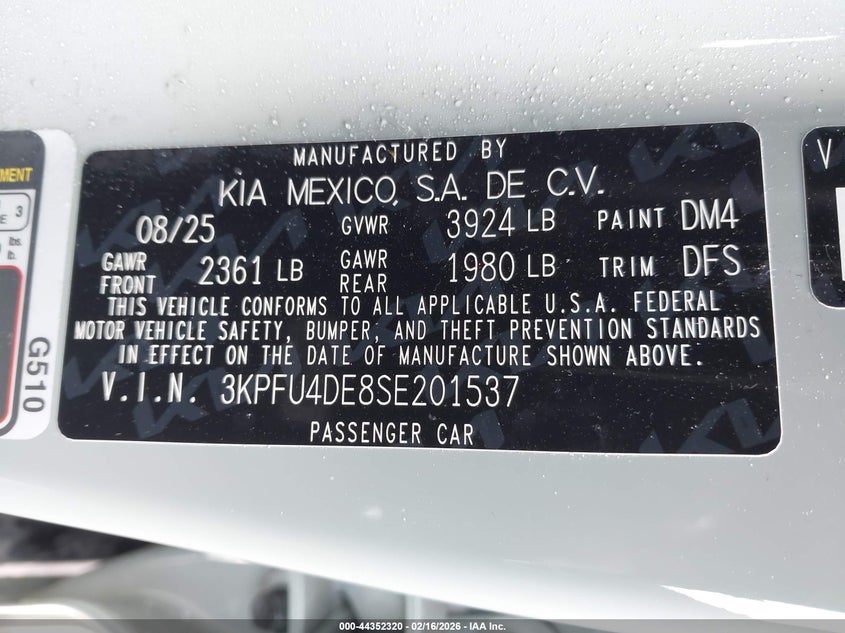 MANUFACTURED BY
KIA MEXICO, S.A. DE C.V.
08/25 GVWR 3924 LB PAINT DM4
GAWR FRONT 2361 LB GAWR REAR 1980 LB TRIM DFS
THIS VEHICLE CONFORMS TO ALL APPLICABLE U.S.A. FEDERAL
MOTOR VEHICLE SAFETY, BUMPER, AND THEFT PREVENTION STANDARDS
IN EFFECT ON THE DATE OF MANUFACTURE SHOWN ABOVE.
V.I.N. 3KPFU4DE8SE201537
PASSENGER CAR
3
lbs.
lb.
G510
V
000-44352320 - 02/16/2026 - IAA Inc.